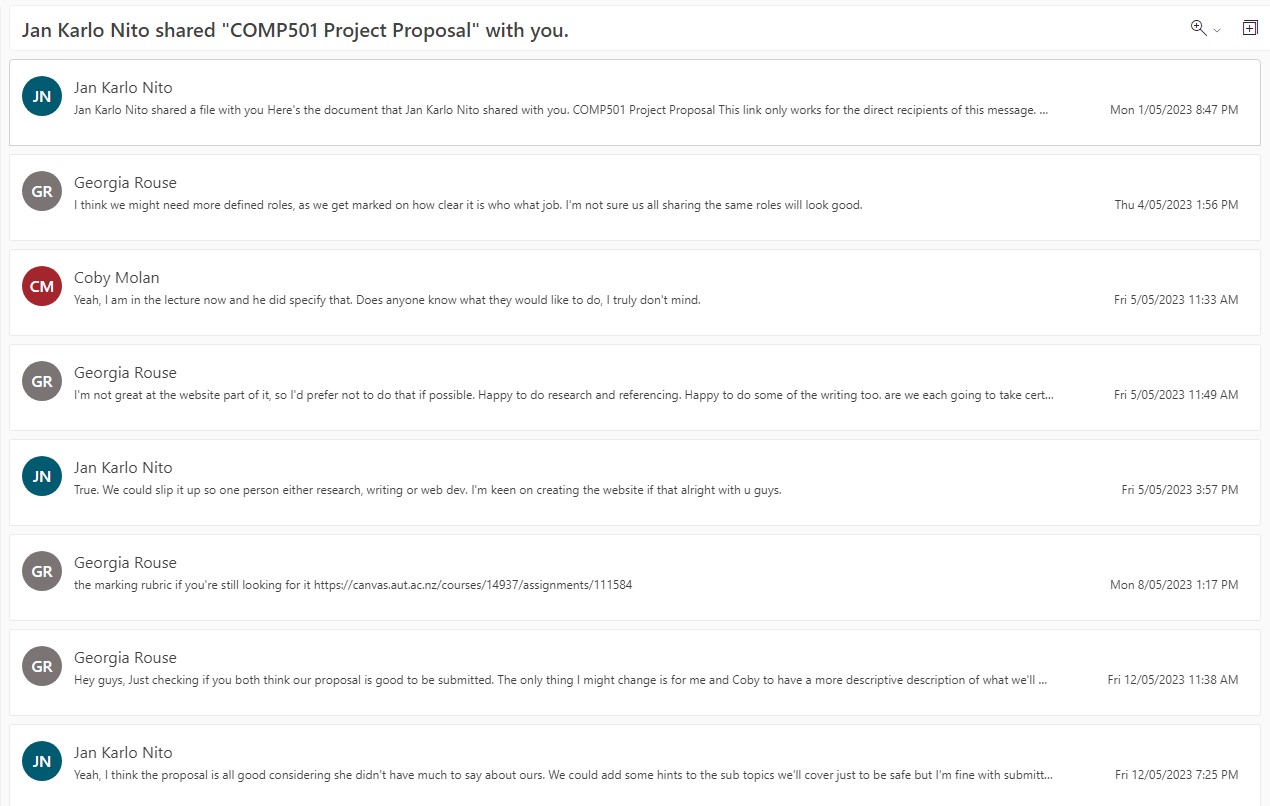 Jan Karlo Nito shared "COMP501 Project Proposal" with you.
JN
Jan Karlo Nito
Jan Karlo Nito shared a file with you Here's the document that Jan Karlo Nito shared with you. COMP501 Project Proposal This link only works for the direct recipients of this message. ...
Mon 1/05/2023 8:47 PM
GR
Georgia Rouse
I think we might need more defined roles, as we get marked on how clear it is who what job. I'm not sure us all sharing the same roles will look good.
Thu 4/05/2023 1:56 PM
CM
Coby Molan
Yeah, I am in the lecture now and he did specify that. Does anyone know what they would like to do, I truly don't mind.
Fri 5/05/2023 11:33 AM
GR
Georgia Rouse
I'm not great at the website part of it, so I'd prefer not to do that if possible. Happy to do research and referencing. Happy to do some of the writing too. are we each going to take cert...
Fri 5/05/2023 11:49 AM
JN
Jan Karlo Nito
True. We could slip it up so one person either research, writing or web dev. I'm keen on creating the website if that alright with u guys.
Fri 5/05/2023 3:57 PM
GR
Georgia Rouse
the marking rubric if you're still looking for it https://canvas.aut.ac.nz/courses/14937/assignments/111584
Mon 8/05/2023 1:17 PM
GR
Georgia Rouse
Hey guys, Just checking if you both think our proposal is good to be submitted. The only thing I might change is for me and Coby to have a more descriptive description of what we'll ...
Fri 12/05/2023 11:38 AM
JN
Jan Karlo Nito
Yeah, I think the proposal is all good considering she didn't have much to say about ours. We could add some hints to the sub topics we'll cover just to be safe but I'm fine with submitt...
Fri 12/05/2023 7:25 PM